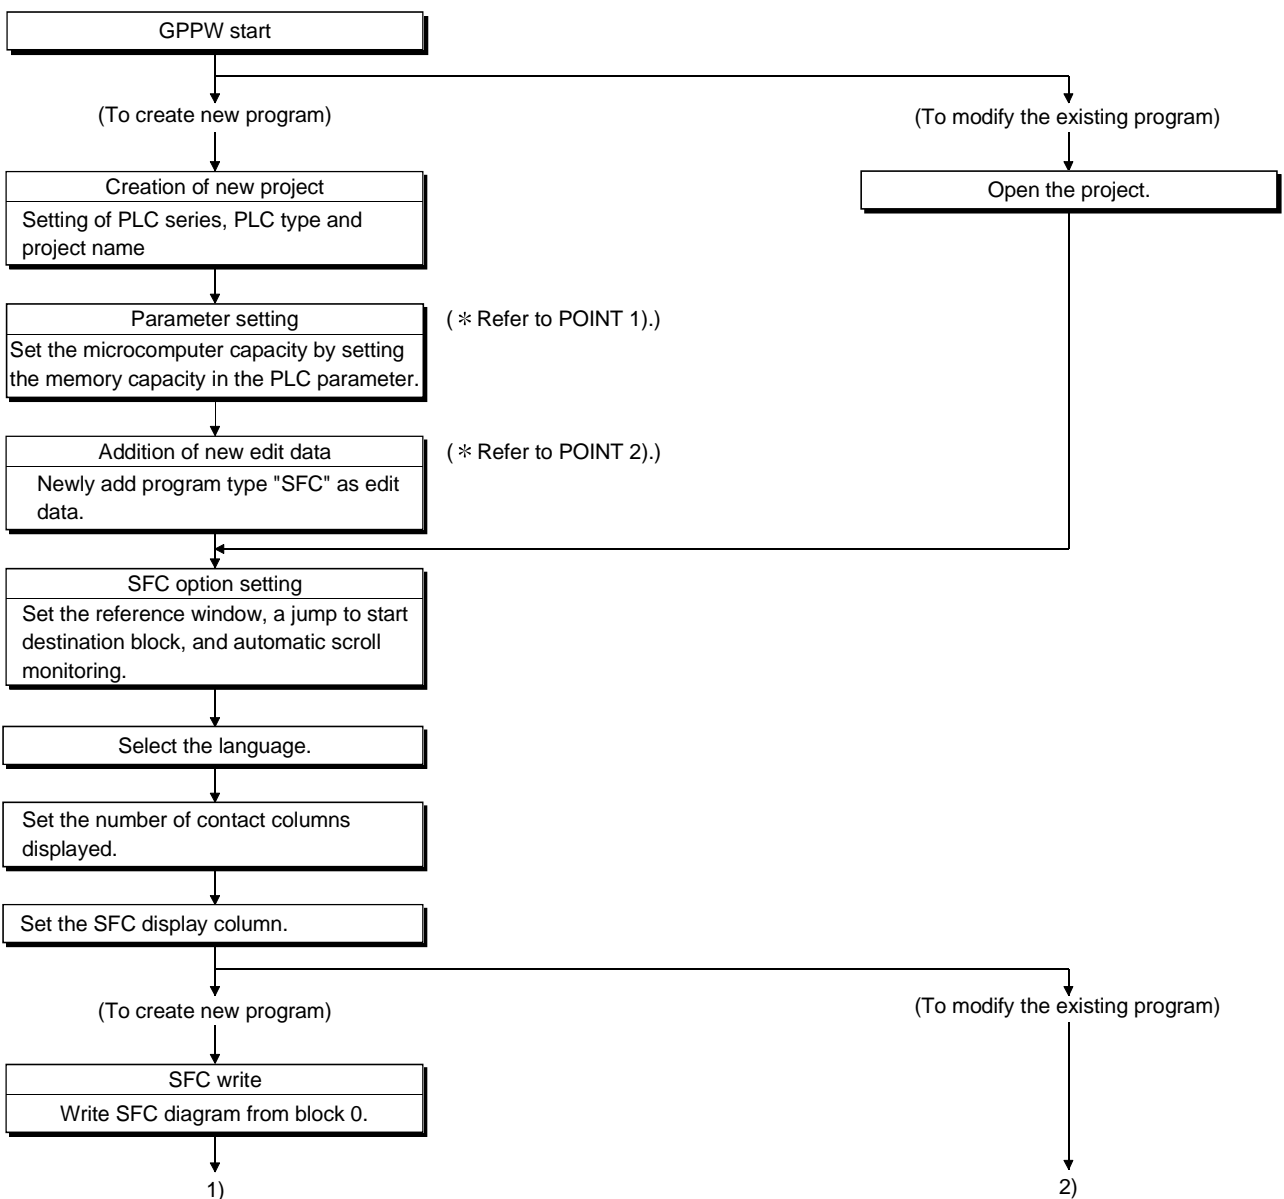 GPPW start
(To create new program)
(To modify the existing program)
Creation of new project
Setting of PLC series, PLC type and
project name
Open the project.
Parameter setting
(＊Refer to POINT 1).)
Set the microcomputer capacity by setting
the memory capacity in the PLC parameter.
Addition of new edit data
(＊Refer to POINT 2).)
Newly add program type "SFC" as edit
data.
SFC option setting
Set the reference window, a jump to start
destination block, and automatic scroll
monitoring.
Select the language.
Set the number of contact columns
displayed.
Set the SFC display column.
(To create new program)
(To modify the existing program)
SFC write
Write SFC diagram from block 0.
1)
2)